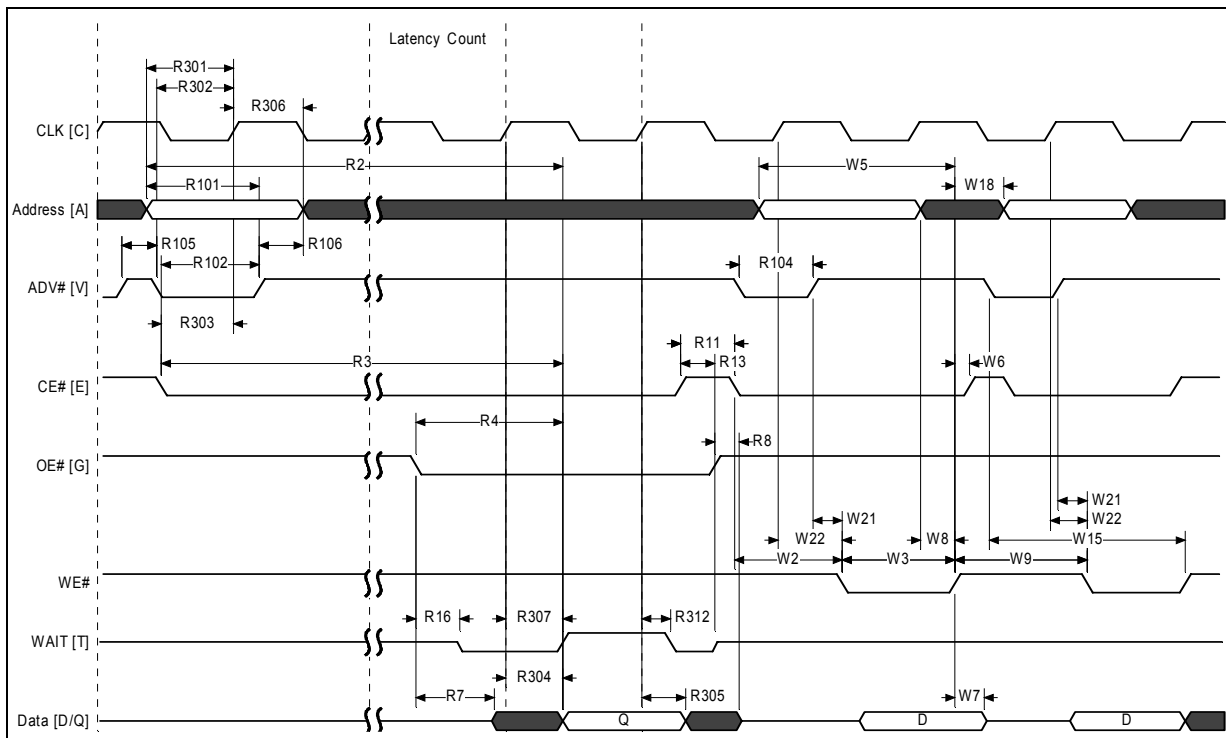 Latency Count
R301
R302
R306
CLK [C]
R2
W5
R101
W18
Address [A]
R105
R106
R102
R104
ADV# [V]
R303
R11
R3
R13
W6
CE# [E]
R4
R8
OE# [G]
W21
W21
W22
W22
W8
W15
W2
W3
W9
WE#
R16
R307
R312
WAIT [T]
R304
R7
R305
W7
Data [D/Q]
Q
D
D